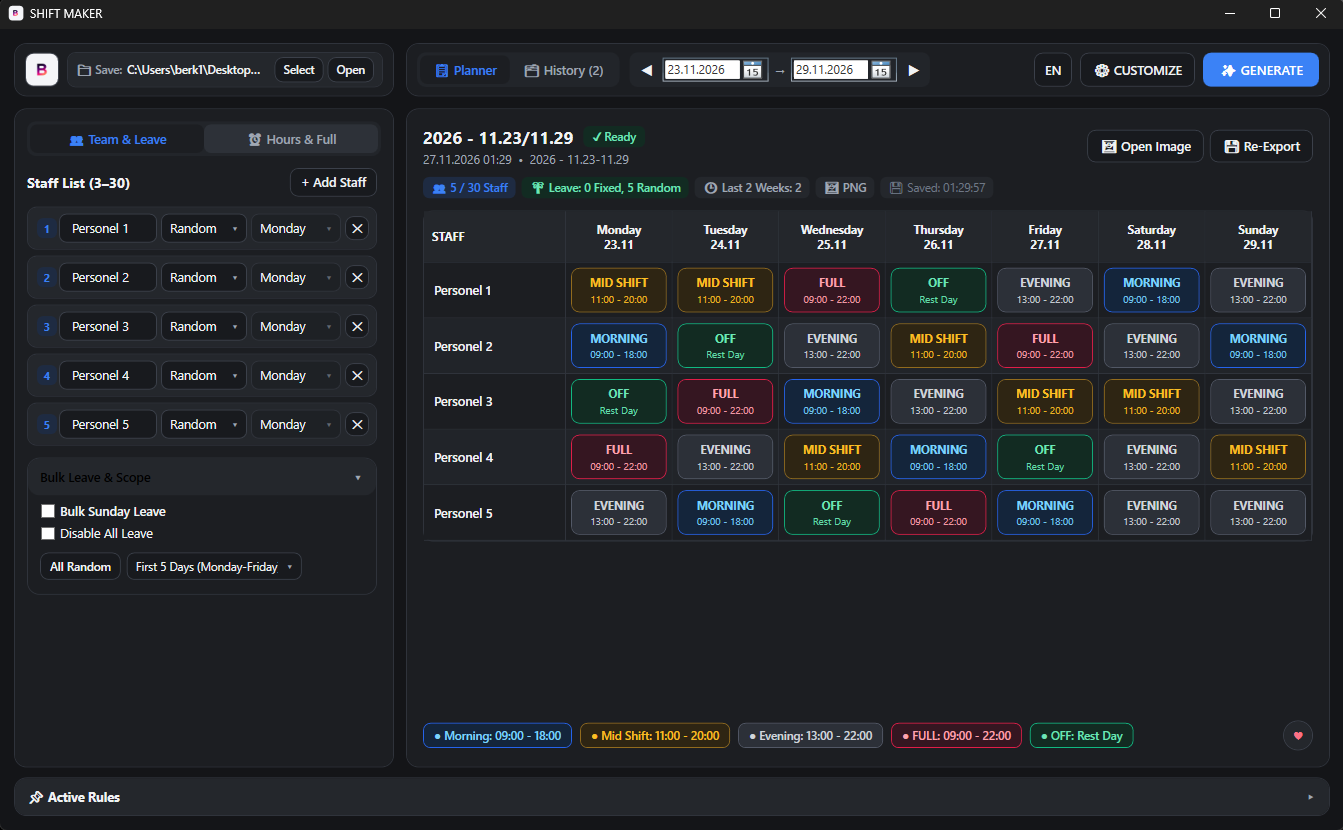 B SHIFT MAKER
B Save: C:\Users\berk1\Desktop... Select Open
Planner History (2) ◀ 23.11.2026 15 → 29.11.2026 15 ▶ EN CUSTOMIZE GENERATE
Team & Leave Hours & Full
Staff List (3–30) + Add Staff
1 Personel 1 Random Monday
2 Personel 2 Random Monday
3 Personel 3 Random Monday
4 Personel 4 Random Monday
5 Personel 5 Random Monday
Bulk Leave & Scope
Bulk Sunday Leave
Disable All Leave
All Random First 5 Days (Monday-Friday
2026 - 11.23/11.29 ✓ Ready
27.11.2026 01:29 • 2026 - 11.23-11.29
Open Image Re-Export
5 / 30 Staff Leave: 0 Fixed, 5 Random Last 2 Weeks: 2 PNG Saved: 01:29:57
STAFF Monday Tuesday Wednesday Thursday Friday Saturday Sunday
23.11 24.11 25.11 26.11 27.11 28.11 29.11
Personel 1 MID SHIFT MID SHIFT FULL OFF EVENING MORNING EVENING
11:00 - 20:00 11:00 - 20:00 09:00 - 22:00 Rest Day 13:00 - 22:00 09:00 - 18:00 13:00 - 22:00
Personel 2 MORNING OFF EVENING MID SHIFT FULL EVENING MORNING
09:00 - 18:00 Rest Day 13:00 - 22:00 11:00 - 20:00 09:00 - 22:00 13:00 - 22:00 09:00 - 18:00
Personel 3 OFF FULL MORNING EVENING MID SHIFT MID SHIFT EVENING
Rest Day 09:00 - 22:00 09:00 - 18:00 13:00 - 22:00 11:00 - 20:00 11:00 - 20:00 13:00 - 22:00
Personel 4 FULL EVENING MID SHIFT MORNING OFF EVENING MID SHIFT
09:00 - 22:00 13:00 - 22:00 11:00 - 20:00 09:00 - 18:00 Rest Day 13:00 - 22:00 11:00 - 20:00
Personel 5 EVENING MORNING OFF FULL MORNING EVENING EVENING
13:00 - 22:00 09:00 - 18:00 Rest Day 09:00 - 22:00 09:00 - 18:00 13:00 - 22:00 13:00 - 22:00
• Morning: 09:00 - 18:00 • Mid Shift: 11:00 - 20:00 • Evening: 13:00 - 22:00 • FULL: 09:00 - 22:00 • OFF: Rest Day
Active Rules